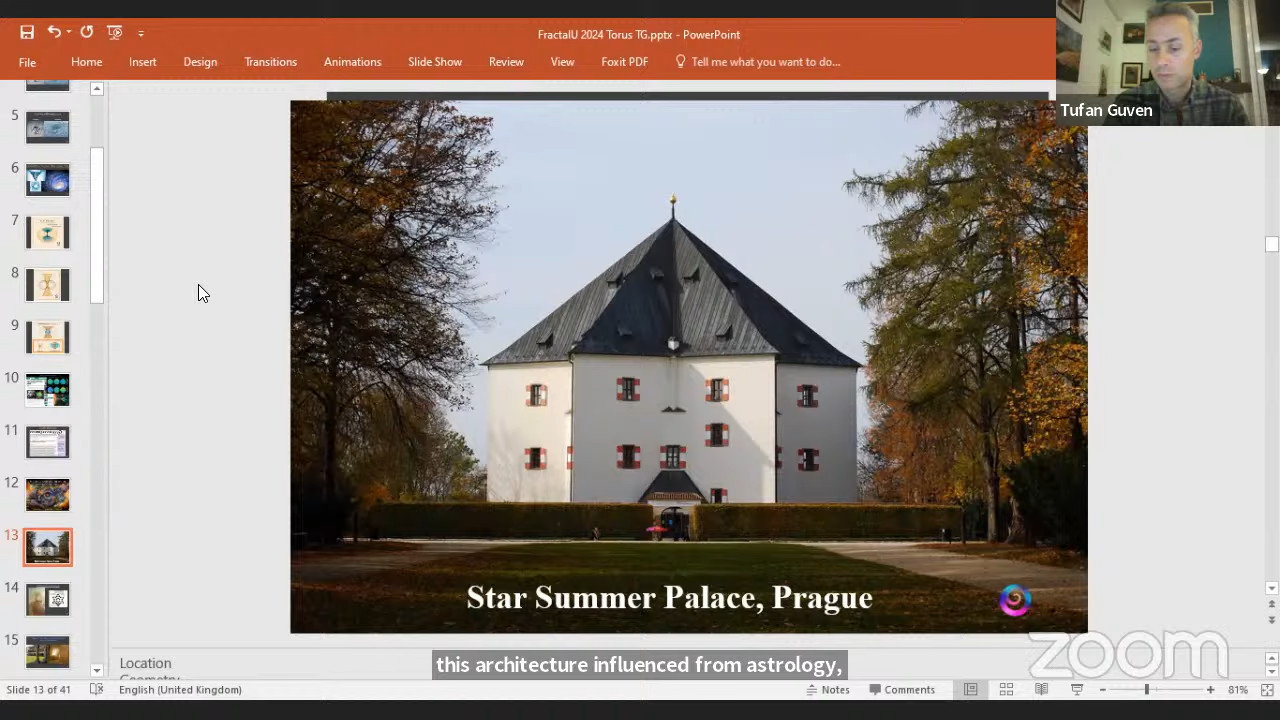 FractalU 2024 Torus TG.pptx - PowerPoint
File Home Insert Design Transitions Animations Slide Show Review View Foxit PDF Tell me what you want to do...
Tufan Guven
5
6
7
8
9
10
11
12
13
14
15
Star Summer Palace, Prague
Location
this architecture influenced from astrology,
zoom
Slide 13 of 41 English (United Kingdom) Notes Comments 81%